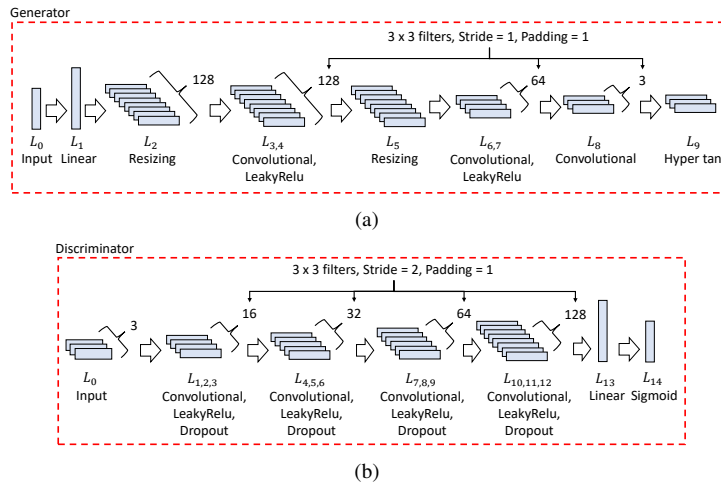 Generator
3 x 3 filters, Stride = 1, Padding = 1
128
128
64
3
L0
L1
L2
L3,4
L5
L6,7
L8
L9
Input
Linear
Resizing
Convolutional,
LeakyRelu
Resizing
Convolutional,
LeakyRelu
Convolutional
Hyper tan
(a)
Discriminator
3 x 3 filters, Stride = 2, Padding = 1
3
16
32
64
128
L0
L1,2,3
L4,5,6
L7,8,9
L10,11,12
L13
L14
Input
Convolutional,
LeakyRelu,
Dropout
Convolutional,
LeakyRelu,
Dropout
Convolutional,
LeakyRelu,
Dropout
Convolutional,
LeakyRelu,
Dropout
Linear
Sigmoid
(b)